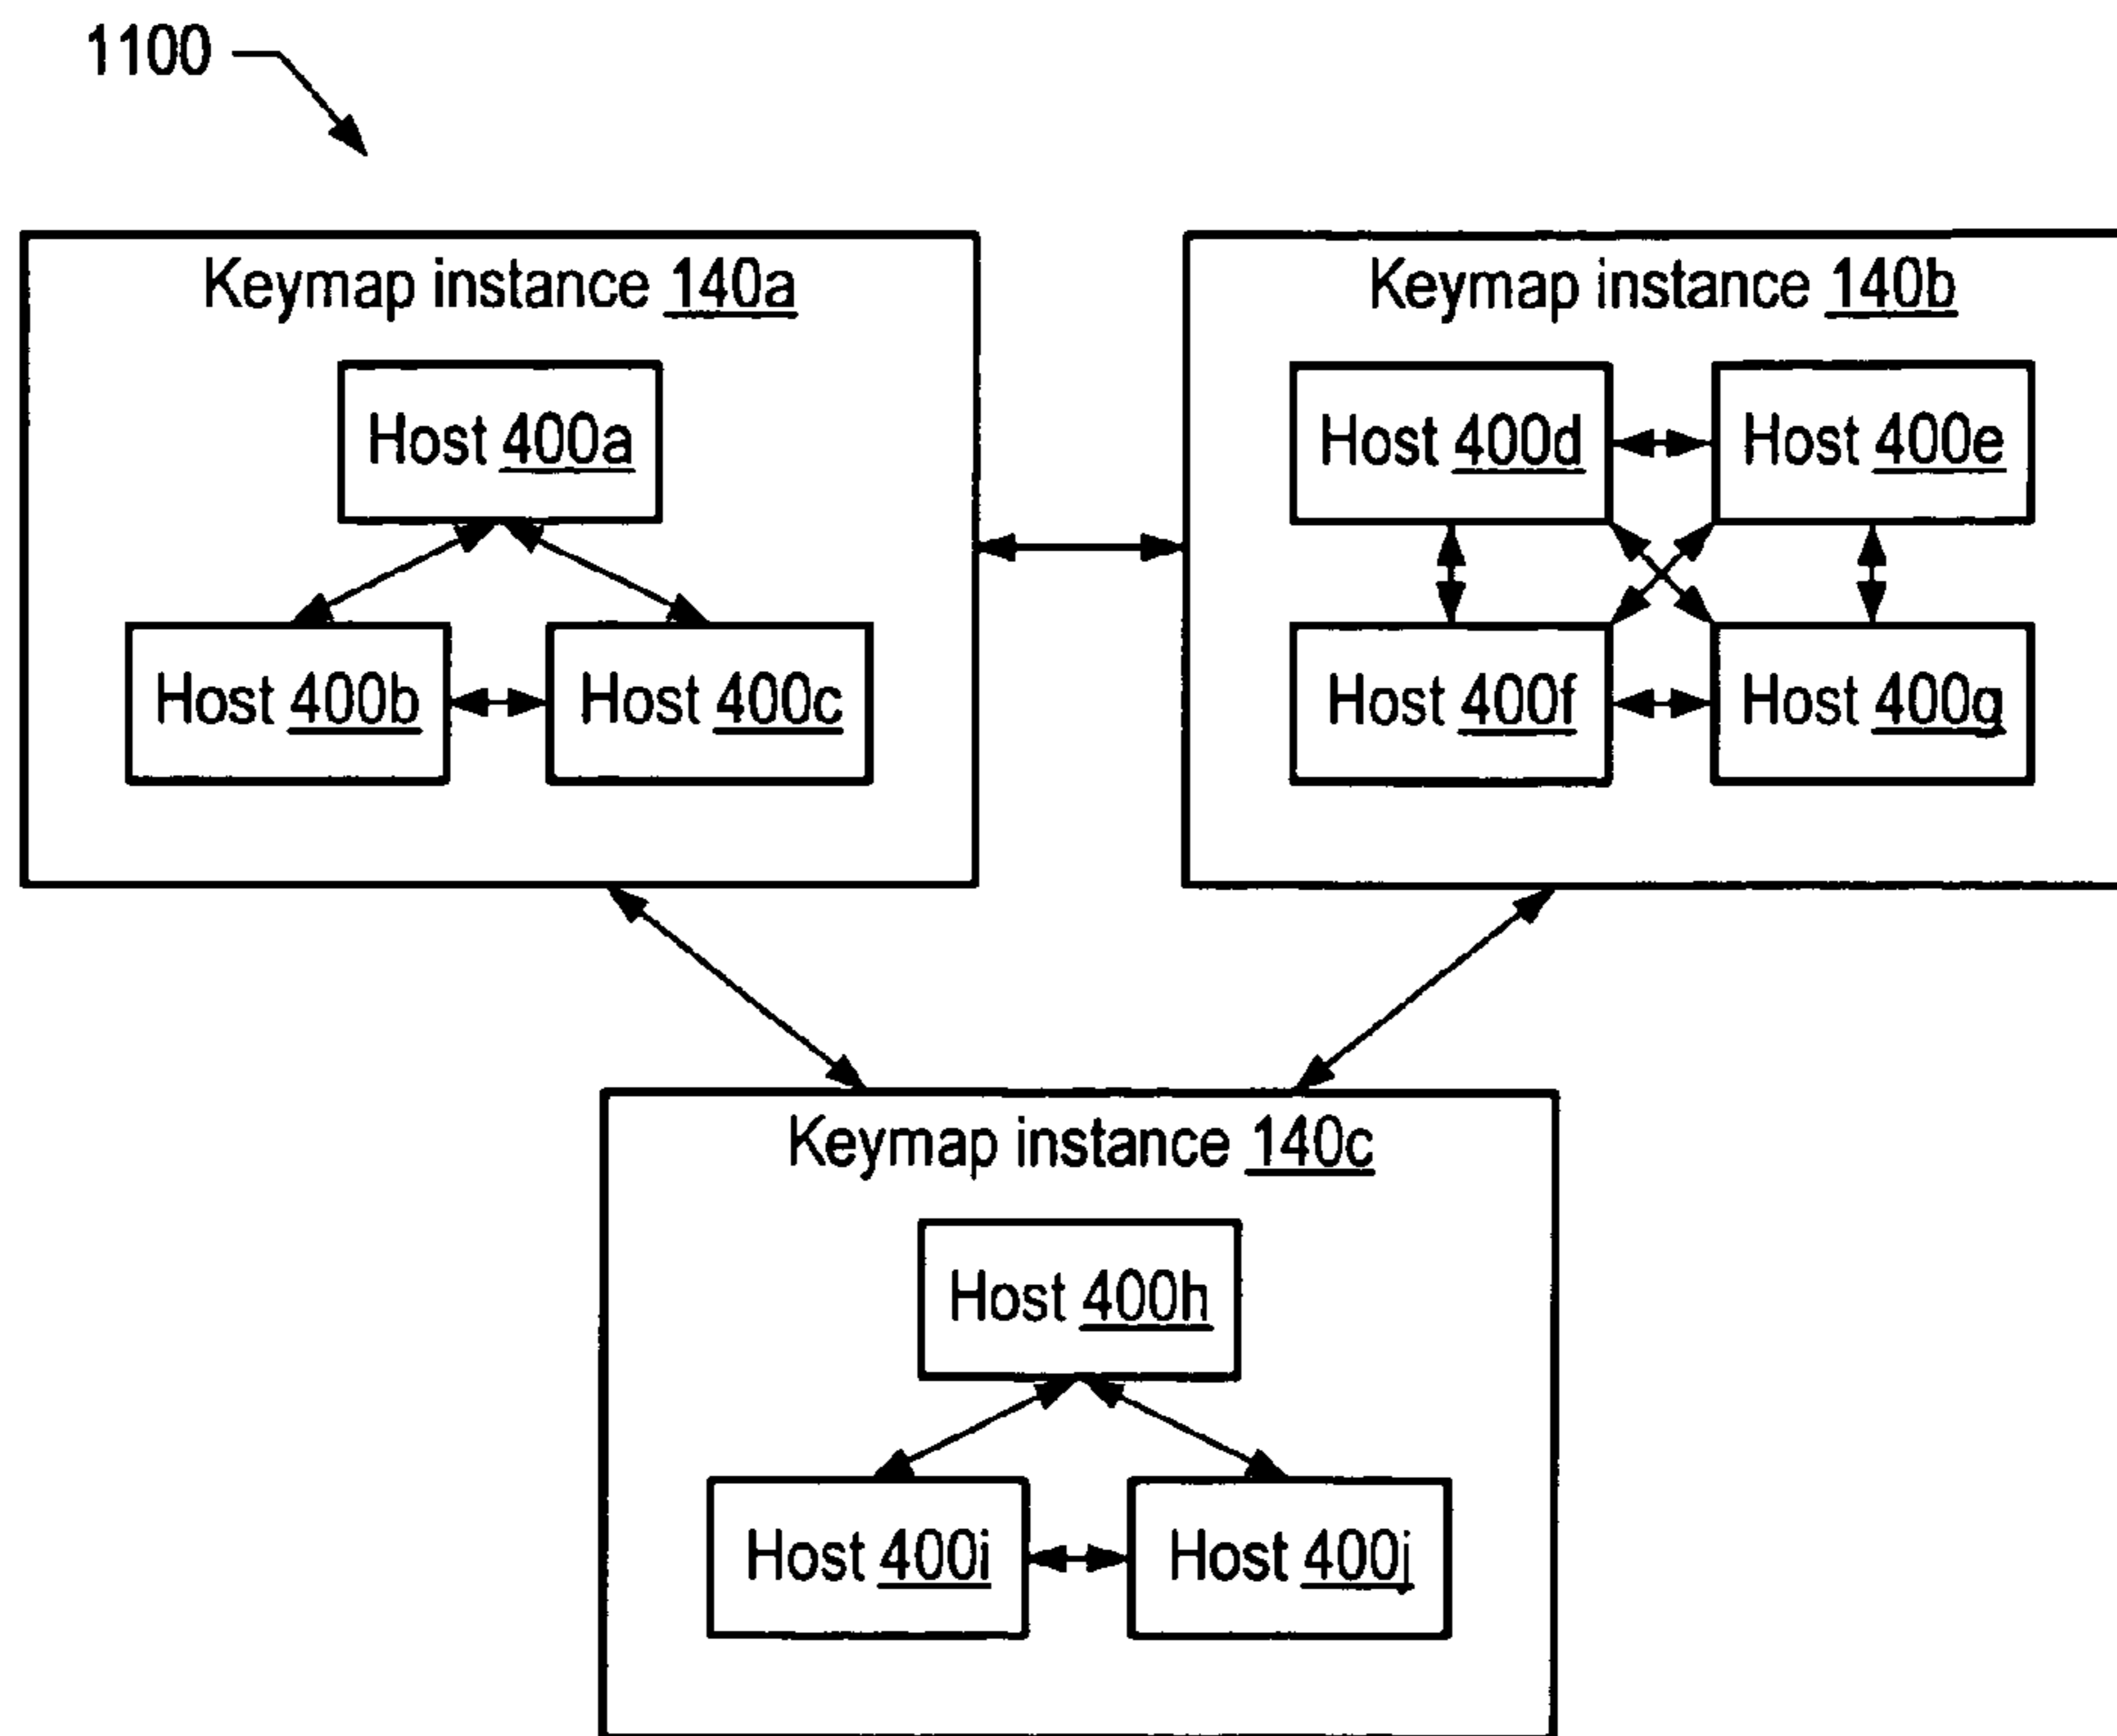 1100
Keymap instance 140a
Keymap instance 140b
Host 400a
Host 400d
Host 400e
Host 400b
Host 400c
Host 400f
Host 400g
Keymap instance 140c
Host 400h
Host 400i
Host 400j